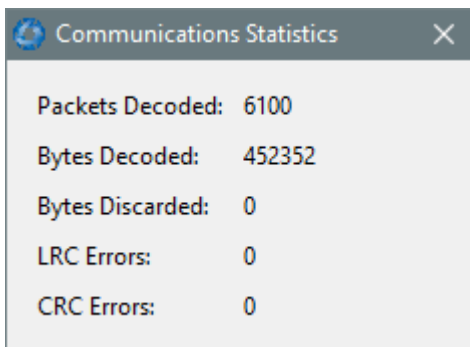 Communications Statistics
Packets Decoded: 6100
Bytes Decoded: 452352
Bytes Discarded: 0
LRC Errors: 0
CRC Errors: 0